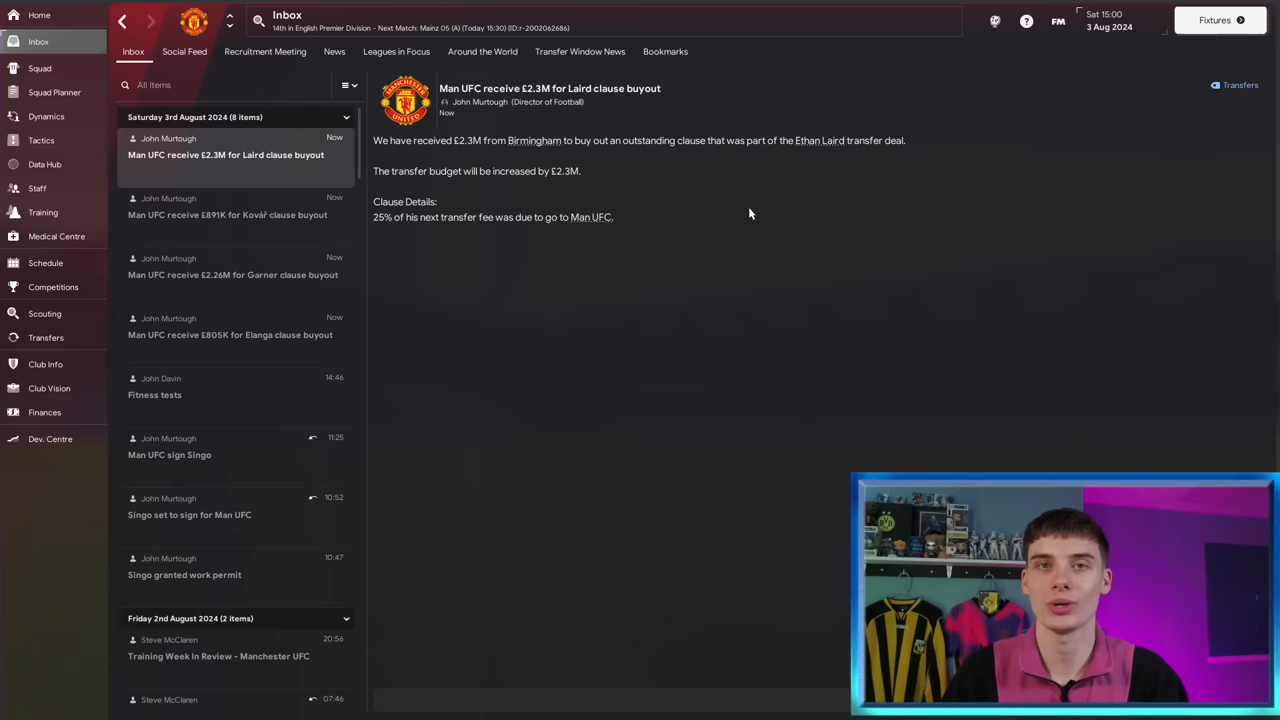 Home
Inbox
Squad
Squad Planner
Dynamics
Tactics
Data Hub
Staff
Training
Medical Centre
Schedule
Competitions
Scouting
Transfers
Club Info
Club Vision
Finances
Dev. Centre
Inbox
14th in English Premier Division - Next Match: Mainz 05 (A) (Today 15:30) (ID:r-2002062686)
FM
Sat 15:00
3 Aug 2024
Fixtures
Inbox Social Feed Recruitment Meeting News Leagues in Focus Around the World Transfer Window News Bookmarks
All Items
Saturday 3rd August 2024 (8 items)
John Murtough Now
Man UFC receive £2.3M for Laird clause buyout
John Murtough Now
Man UFC receive £891K for Kovář clause buyout
John Murtough Now
Man UFC receive £2.26M for Garner clause buyout
John Murtough Now
Man UFC receive £805K for Elanga clause buyout
John Davin 14:46
Fitness tests
John Murtough 11:25
Man UFC sign Singo
John Murtough 10:52
Singo set to sign for Man UFC
John Murtough 10:47
Singo granted work permit
Friday 2nd August 2024 (2 items)
Steve McClaren 20:56
Training Week In Review - Manchester UFC
Steve McClaren 07:46
MANCHESTER
UNITED
Man UFC receive £2.3M for Laird clause buyout
John Murtough (Director of Football)
Now
Transfers
We have received £2.3M from Birmingham to buy out an outstanding clause that was part of the Ethan Laird transfer deal.
The transfer budget will be increased by £2.3M.
Clause Details:
25% of his next transfer fee was due to go to Man UFC.
BVB